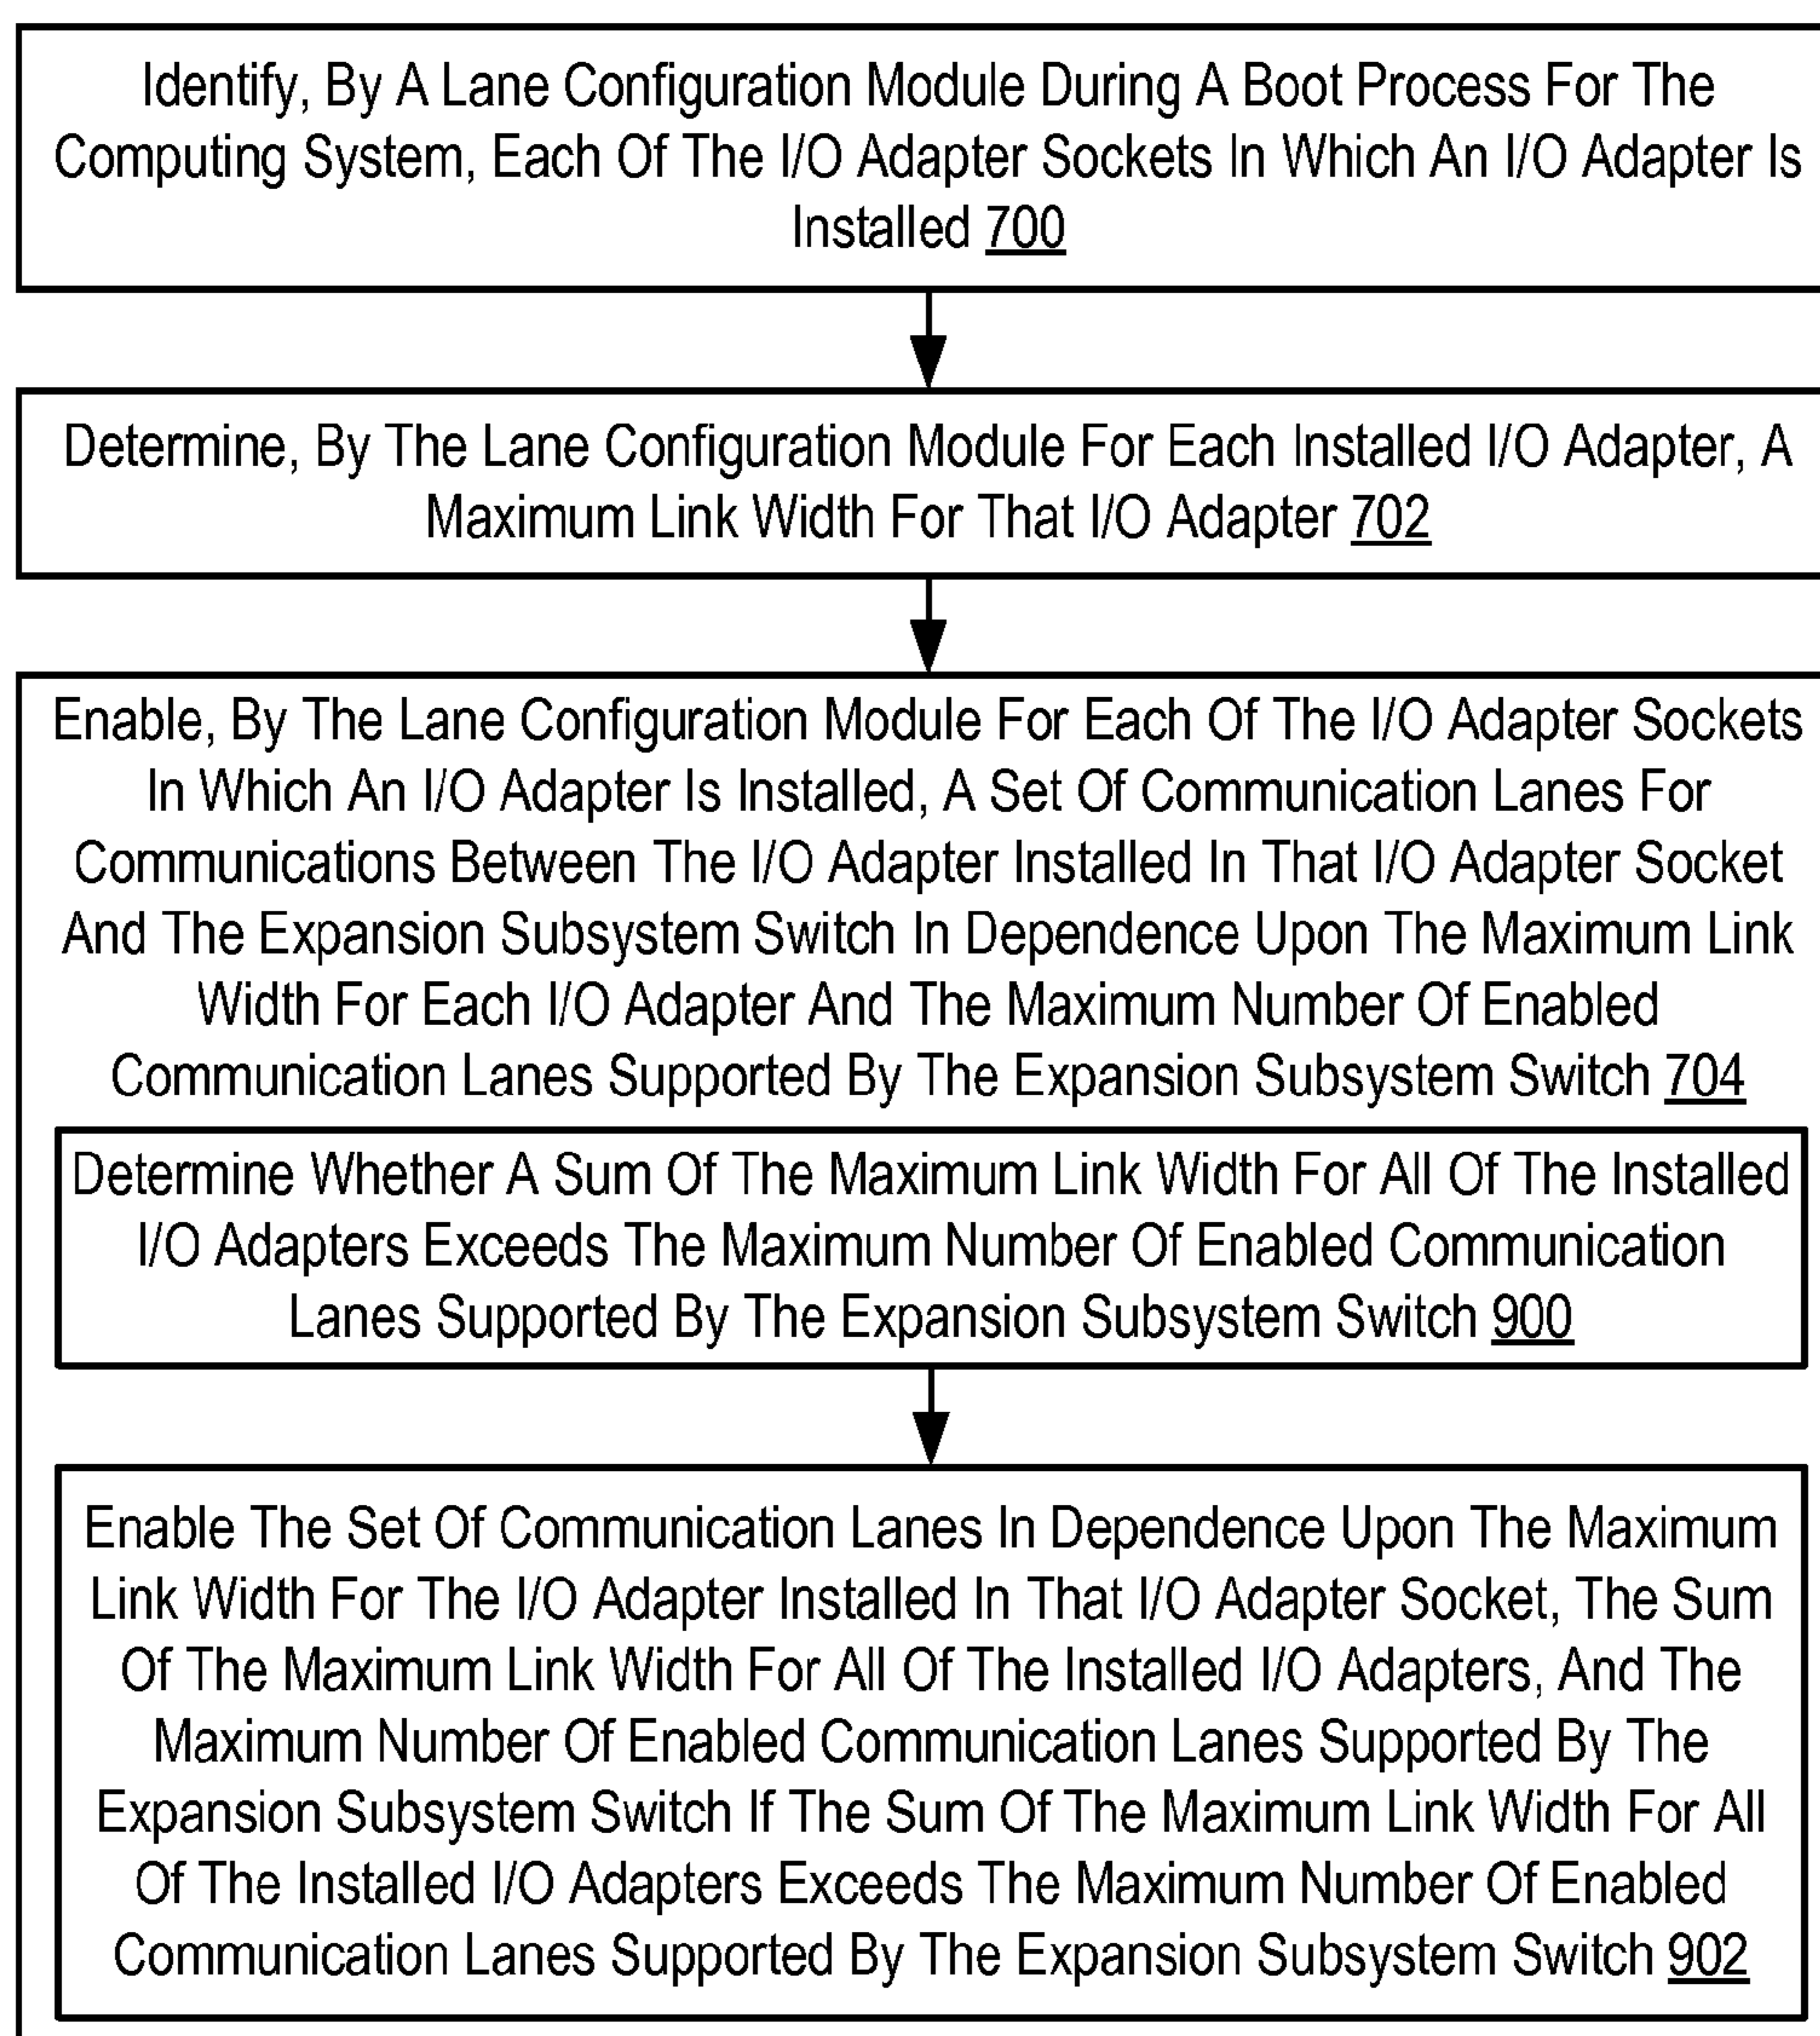 Identify, By A Lane Configuration Module During A Boot Process For The
Computing System, Each Of The I/O Adapter Sockets In Which An I/O Adapter Is
Installed 700
Determine, By The Lane Configuration Module For Each Installed I/O Adapter, A
Maximum Link Width For That I/O Adapter 702
Enable, By The Lane Configuration Module For Each Of The I/O Adapter Sockets
In Which An I/O Adapter Is Installed, A Set Of Communication Lanes For
Communications Between The I/O Adapter Installed In That I/O Adapter Socket
And The Expansion Subsystem Switch In Dependence Upon The Maximum Link
Width For Each I/O Adapter And The Maximum Number Of Enabled
Communication Lanes Supported By The Expansion Subsystem Switch 704
Determine Whether A Sum Of The Maximum Link Width For All Of The Installed
I/O Adapters Exceeds The Maximum Number Of Enabled Communication
Lanes Supported By The Expansion Subsystem Switch 900
Enable The Set Of Communication Lanes In Dependence Upon The Maximum
Link Width For The I/O Adapter Installed In That I/O Adapter Socket, The Sum
Of The Maximum Link Width For All Of The Installed I/O Adapters, And The
Maximum Number Of Enabled Communication Lanes Supported By The
Expansion Subsystem Switch If The Sum Of The Maximum Link Width For All
Of The Installed I/O Adapters Exceeds The Maximum Number Of Enabled
Communication Lanes Supported By The Expansion Subsystem Switch 902